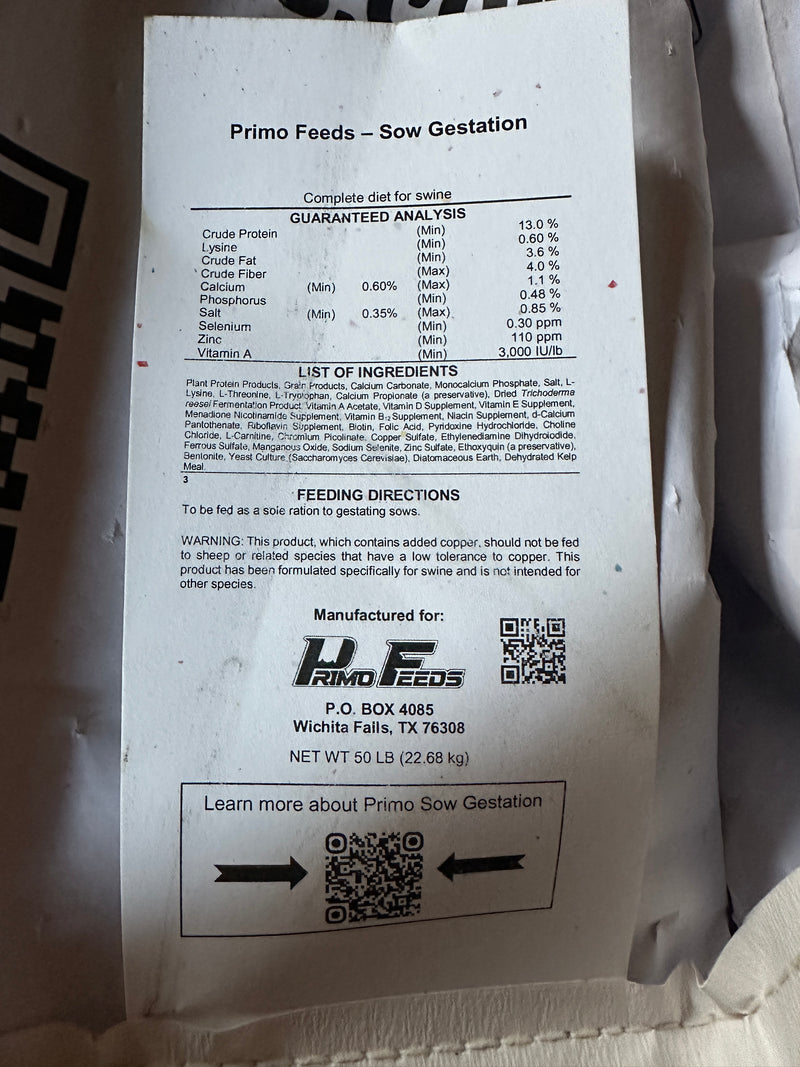 Primo Feeds – Sow Gestation
Complete diet for swine
GUARANTEED ANALYSIS
Crude Protein (Min) 13.0 %
Lysine (Min) 0.60 %
Crude Fat (Min) 3.6 %
Crude Fiber (Max) 4.0 %
Calcium (Min) 0.60% (Max) 1.1 %
Phosphorus (Min) 0.48 %
Salt (Min) 0.35% (Max) 0.85 %
Selenium (Min) 0.30 ppm
Zinc (Min) 110 ppm
Vitamin A (Min) 3,000 IU/lb
LIST OF INGREDIENTS
Plant Protein Products, Grain Products, Calcium Carbonate, Monocalcium Phosphate, Salt, L-
Lysine, L-Threonine, L-Tryptophan, Calcium Propionate (a preservative), Dried Trichoderma
reesei Fermentation Product, Vitamin A Acetate, Vitamin D Supplement, Vitamin E Supplement,
Menadione Nicotinamide Supplement, Vitamin B12 Supplement, Niacin Supplement, d-Calcium
Pantothenate, Riboflavin Supplement, Biotin, Folic Acid, Pyridoxine Hydrochloride, Choline
Chloride, L-Carnitine, Chromium Picolinate, Copper Sulfate, Ethylenediamine Dihydroiodide,
Ferrous Sulfate, Manganous Oxide, Sodium Selenite, Zinc Sulfate, Ethoxyquin (a preservative),
Bentonite, Yeast Culture (Saccharomyces Cerevisiae), Diatomaceous Earth, Dehydrated Kelp
Meal.
3
FEEDING DIRECTIONS
To be fed as a sole ration to gestating sows.
WARNING: This product, which contains added copper, should not be fed
to sheep or related species that have a low tolerance to copper. This
product has been formulated specifically for swine and is not intended for
other species.
Manufactured for:
PRIMO FEEDS
P.O. BOX 4085
Wichita Falls, TX 76308
NET WT 50 LB (22.68 kg)
Learn more about Primo Sow Gestation